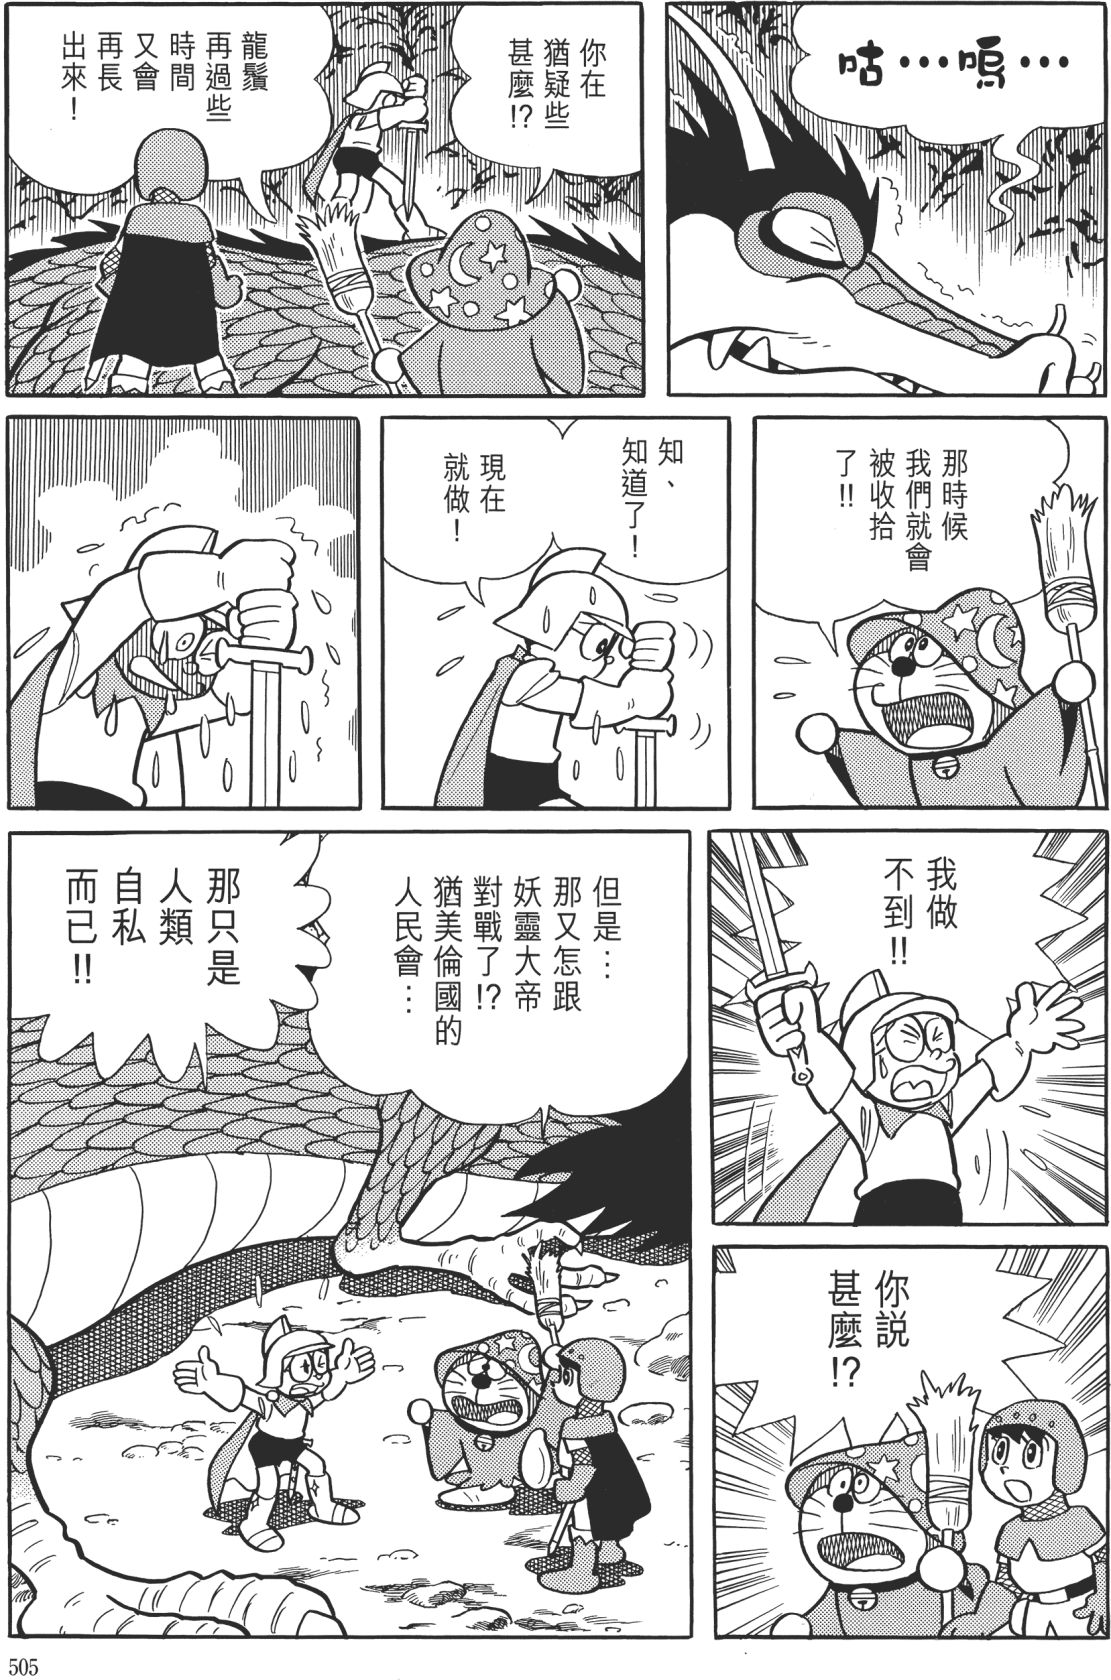 咕…嗚…
你在
猶疑些
甚麼!?
龍鬚
再過些
時間
又會
再長
出來！
那時候
我們就會
被收拾
了!!
知、
知道了！
現在
就做！
我做
不到!!
你說
甚麼!?
但是…
那又怎跟
妖靈大帝
對戰了!?
猶美倫國的
人民會…
那只是
人類
自私
而已!!
505